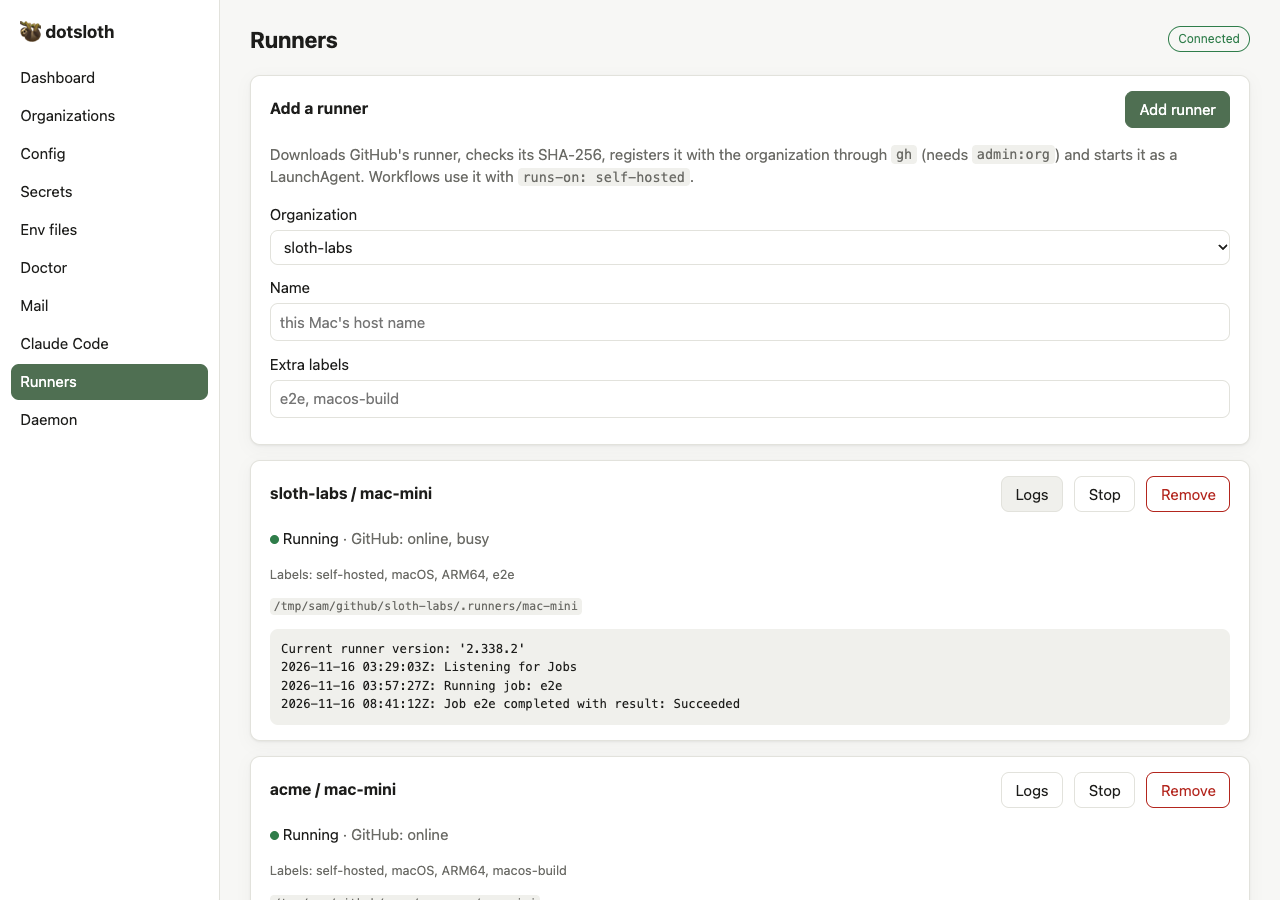 dotsloth
Dashboard
Organizations
Config
Secrets
Env files
Doctor
Mail
Claude Code
Runners
Daemon
Runners
Connected
Add a runner
Add runner
Downloads GitHub's runner, checks its SHA-256, registers it with the organization through gh (needs admin:org) and starts it as a
LaunchAgent. Workflows use it with runs-on: self-hosted.
Organization
sloth-labs
Name
this Mac's host name
Extra labels
e2e, macos-build
sloth-labs / mac-mini
Logs
Stop
Remove
Running · GitHub: online, busy
Labels: self-hosted, macOS, ARM64, e2e
/tmp/sam/github/sloth-labs/.runners/mac-mini
Current runner version: '2.338.2'
2026-11-16 03:29:03Z: Listening for Jobs
2026-11-16 03:57:27Z: Running job: e2e
2026-11-16 08:41:12Z: Job e2e completed with result: Succeeded
acme / mac-mini
Logs
Stop
Remove
Running · GitHub: online
Labels: self-hosted, macOS, ARM64, macos-build